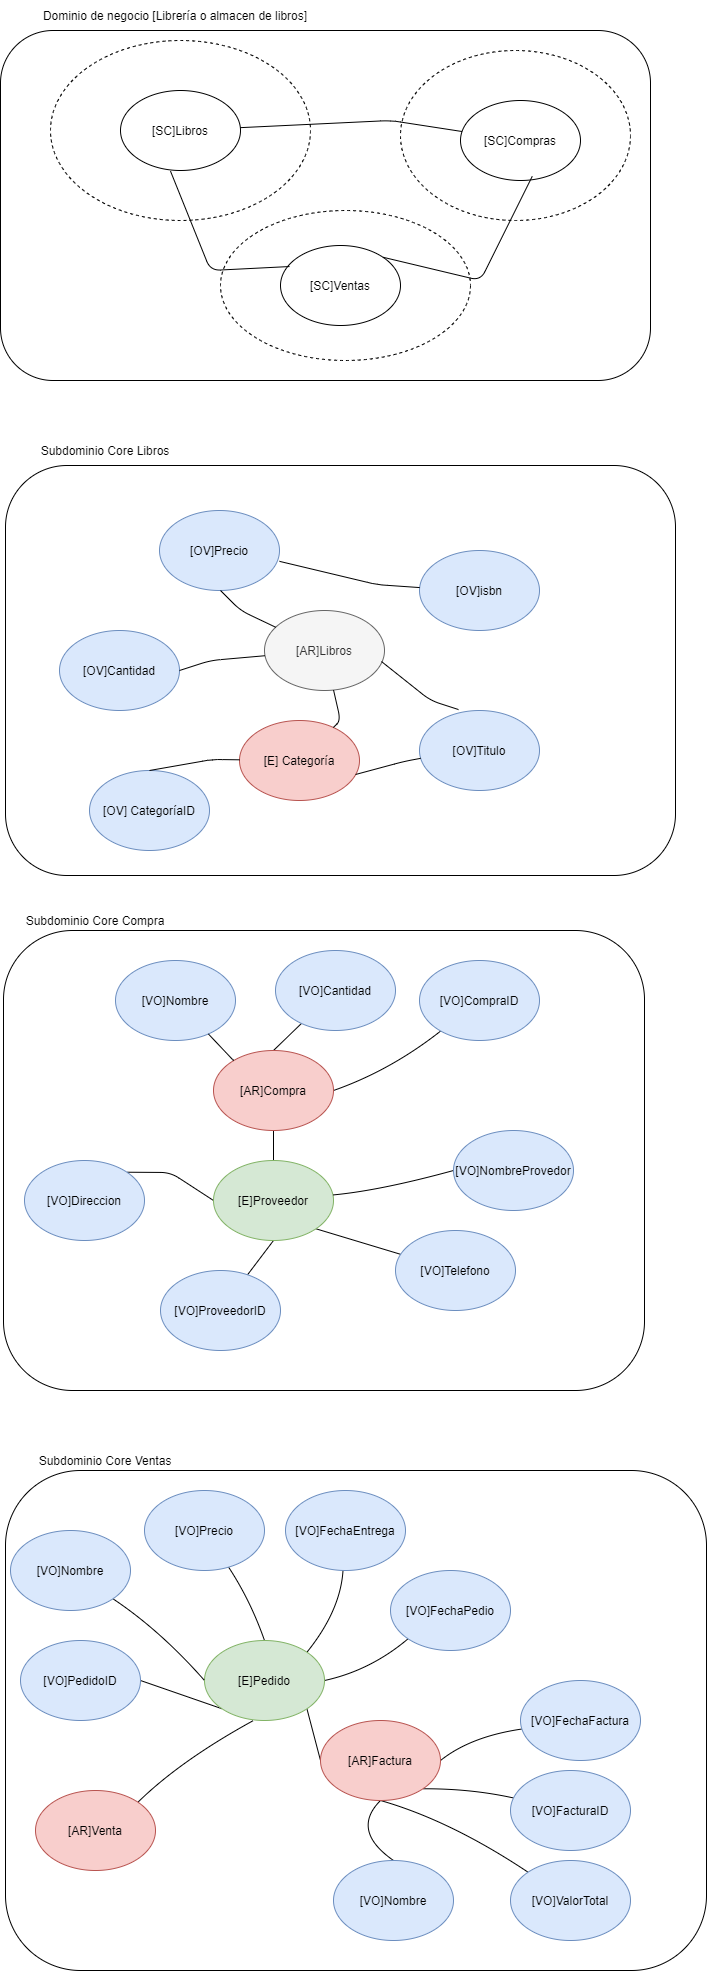 Dominio de negocio [Librería o almacen de libros]
[SC]Libros
[SC]Compras
[SC]Ventas
Subdominio Core Libros
[OV]Precio
[OV]isbn
[AR]Libros
[OV]Cantidad
[OV]Titulo
[E] Categoría
[OV] CategoríaID
Subdominio Core Compra
[VO]Nombre
[VO]Cantidad
[VO]CompraID
[AR]Compra
[VO]NombreProvedor
[VO]Direccion
[E]Proveedor
[VO]Telefono
[VO]ProveedorID
Subdominio Core Ventas
[VO]Precio
[VO]FechaEntrega
[VO]Nombre
[VO]FechaPedio
[VO]PedidoID
[E]Pedido
[VO]FechaFactura
[AR]Factura
[VO]FacturaID
[AR]Venta
[VO]Nombre
[VO]ValorTotal